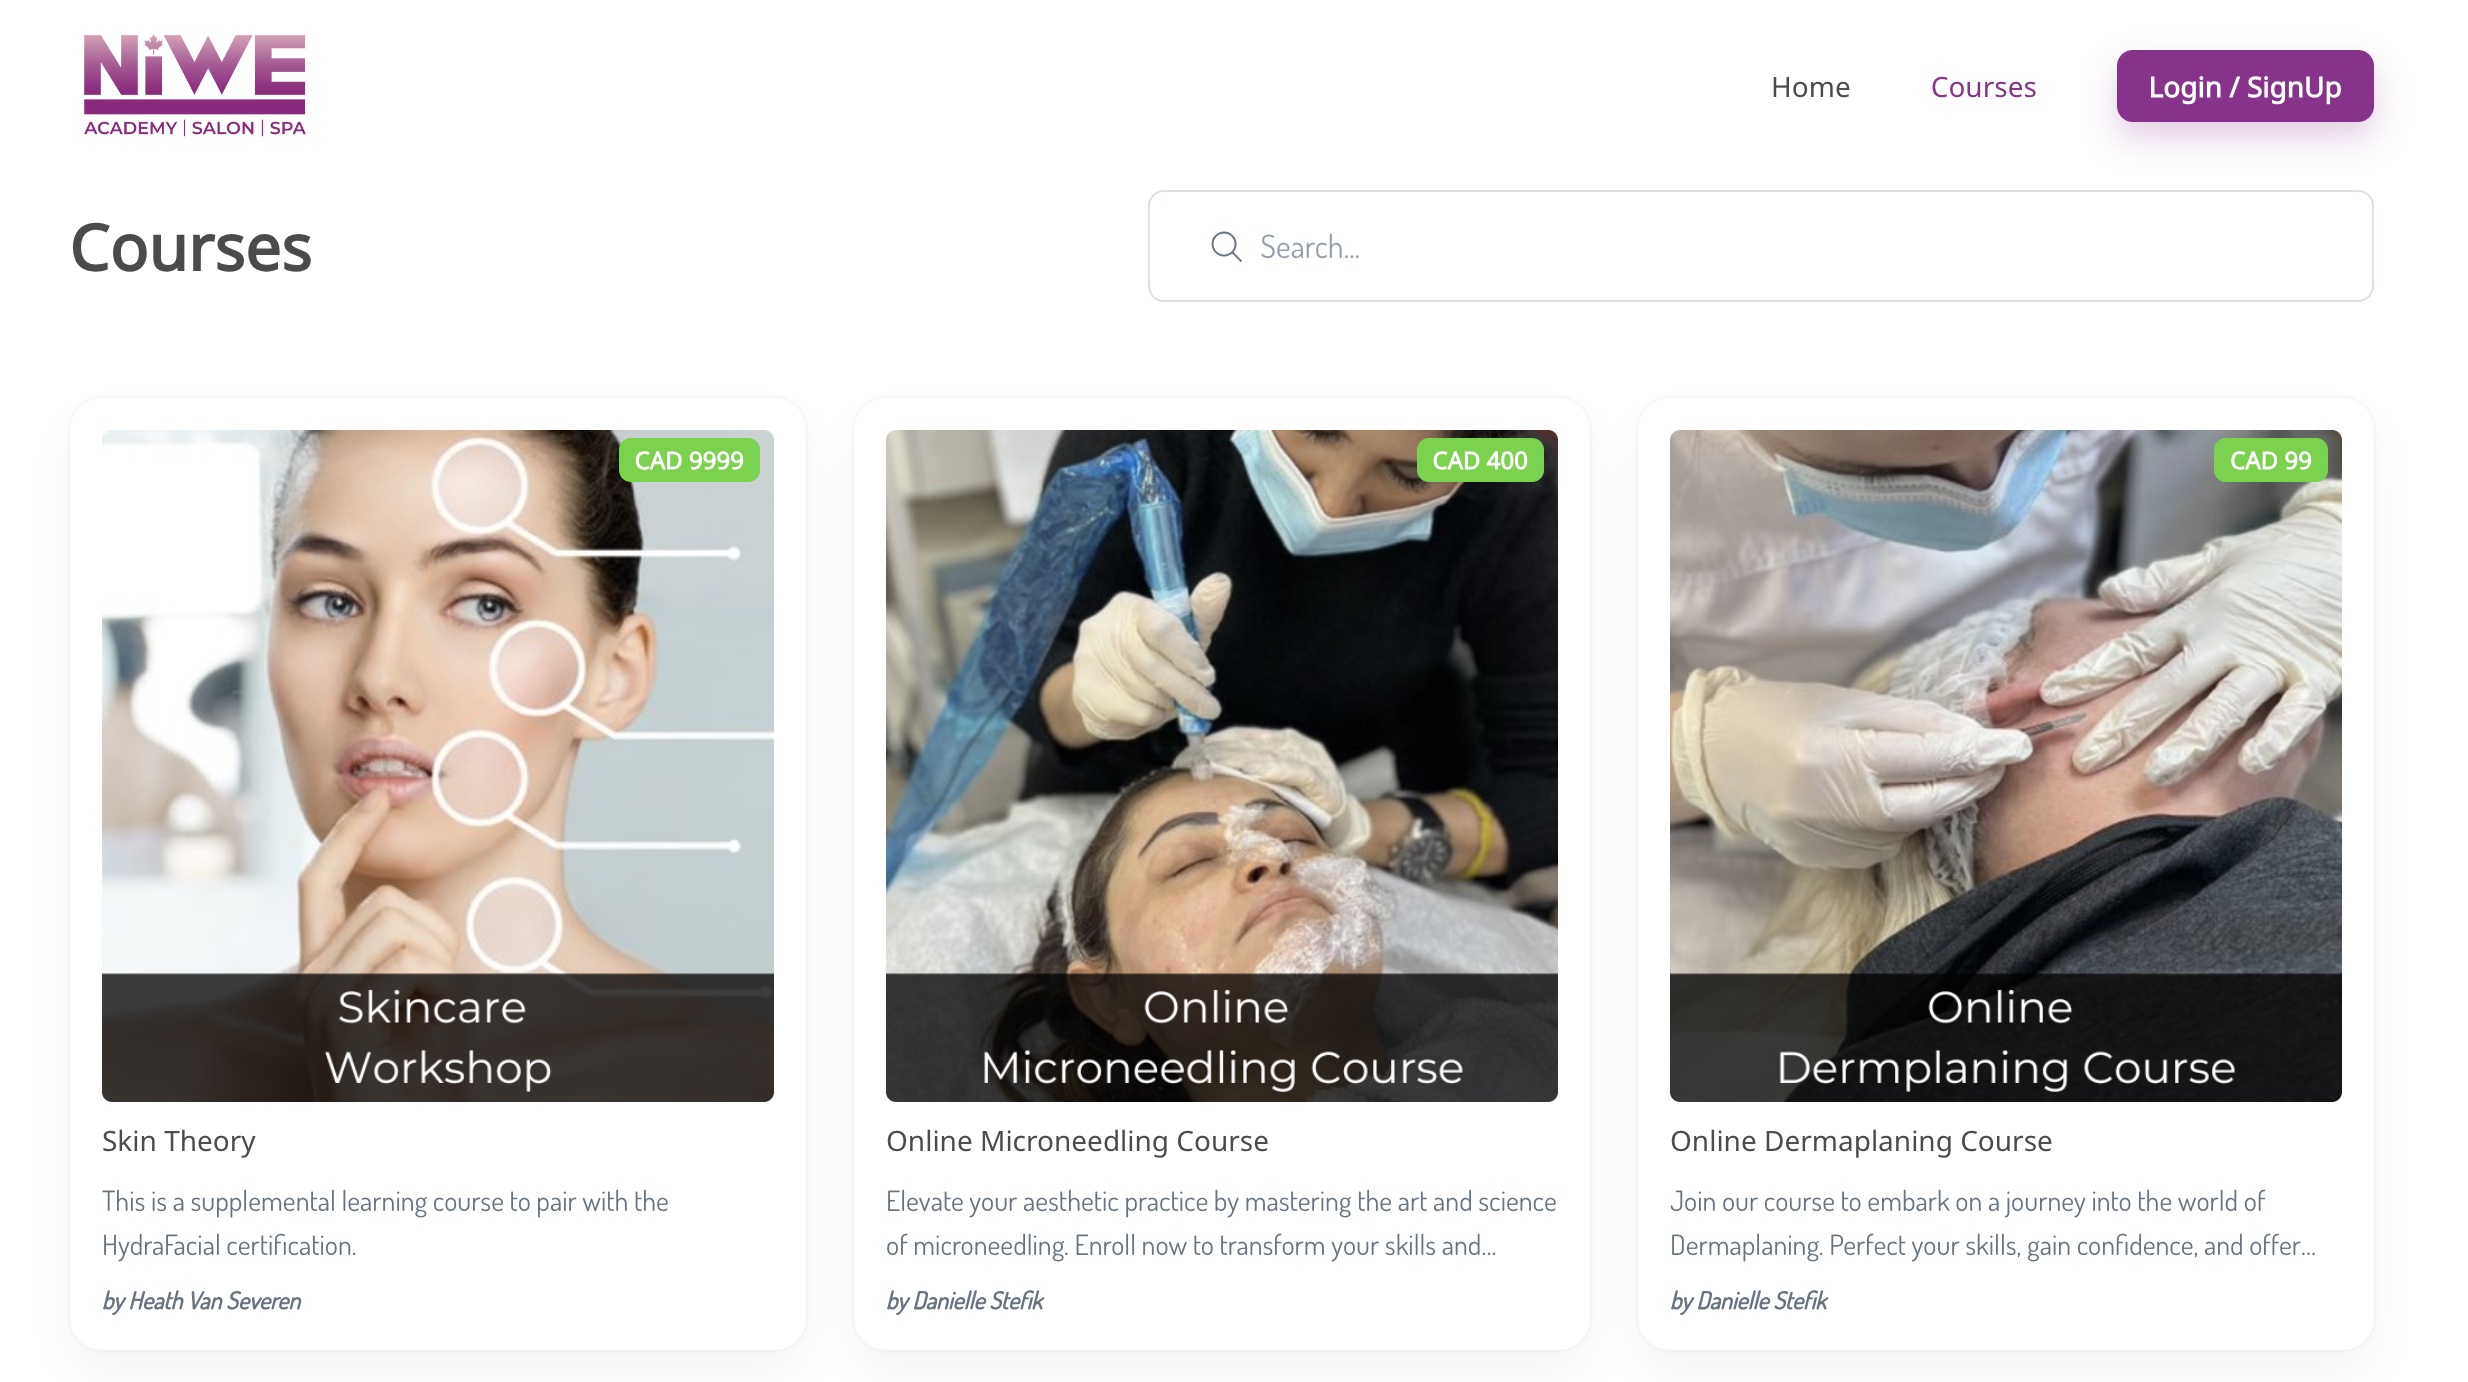 NiWE
ACADEMY | SALON | SPA
Home
Courses
Login / SignUp
Courses
Search...
CAD 9999
Skincare
Workshop
Skin Theory
This is a supplemental learning course to pair with the
HydraFacial certification.
by Heath Van Severen
CAD 400
Online
Microneedling Course
Online Microneedling Course
Elevate your aesthetic practice by mastering the art and science
of microneedling. Enroll now to transform your skills and...
by Danielle Stefik
CAD 99
Online
Dermplaning Course
Online Dermaplaning Course
Join our course to embark on a journey into the world of
Dermaplaning. Perfect your skills, gain confidence, and offer...
by Danielle Stefik